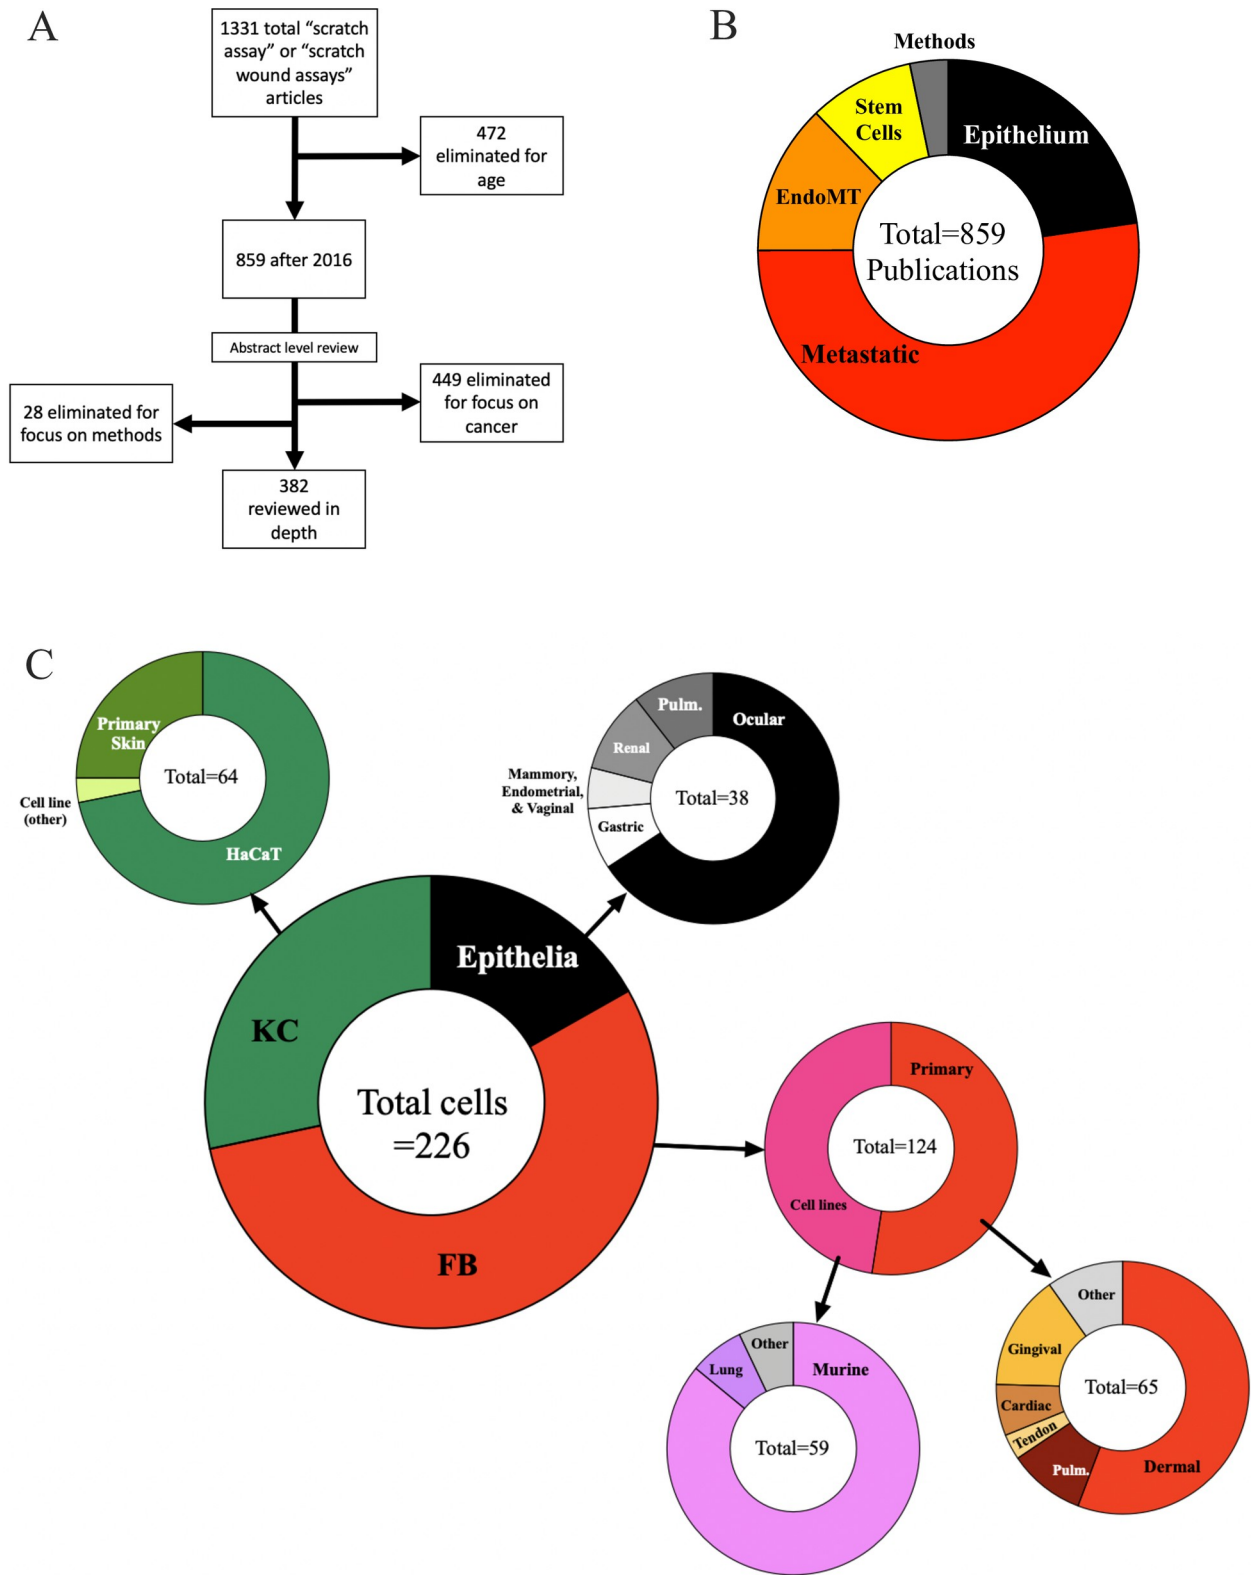 A
1331 total “scratch
assay” or “scratch
wound assays”
articles
472
eliminated for
age
859 after 2016
Abstract level review
449 eliminated
for focus on
cancer
28 eliminated for
focus on methods
382
reviewed in
depth
B
Methods
Stem
Cells
Epithelium
EndoMT
Total=859
Publications
Metastatic
C
Primary
Skin
Total=64
Cell line
(other)
HaCaT
Pulm.
Ocular
Renal
Mammory,
Endometrial,
& Vaginal
Total=38
Gastric
Epithelia
KC
Total cells
=226
FB
Primary
Total=124
Cell lines
Other
Lung
Murine
Total=59
Other
Gingival
Total=65
Cardiac
Tendon
Pulm.
Dermal